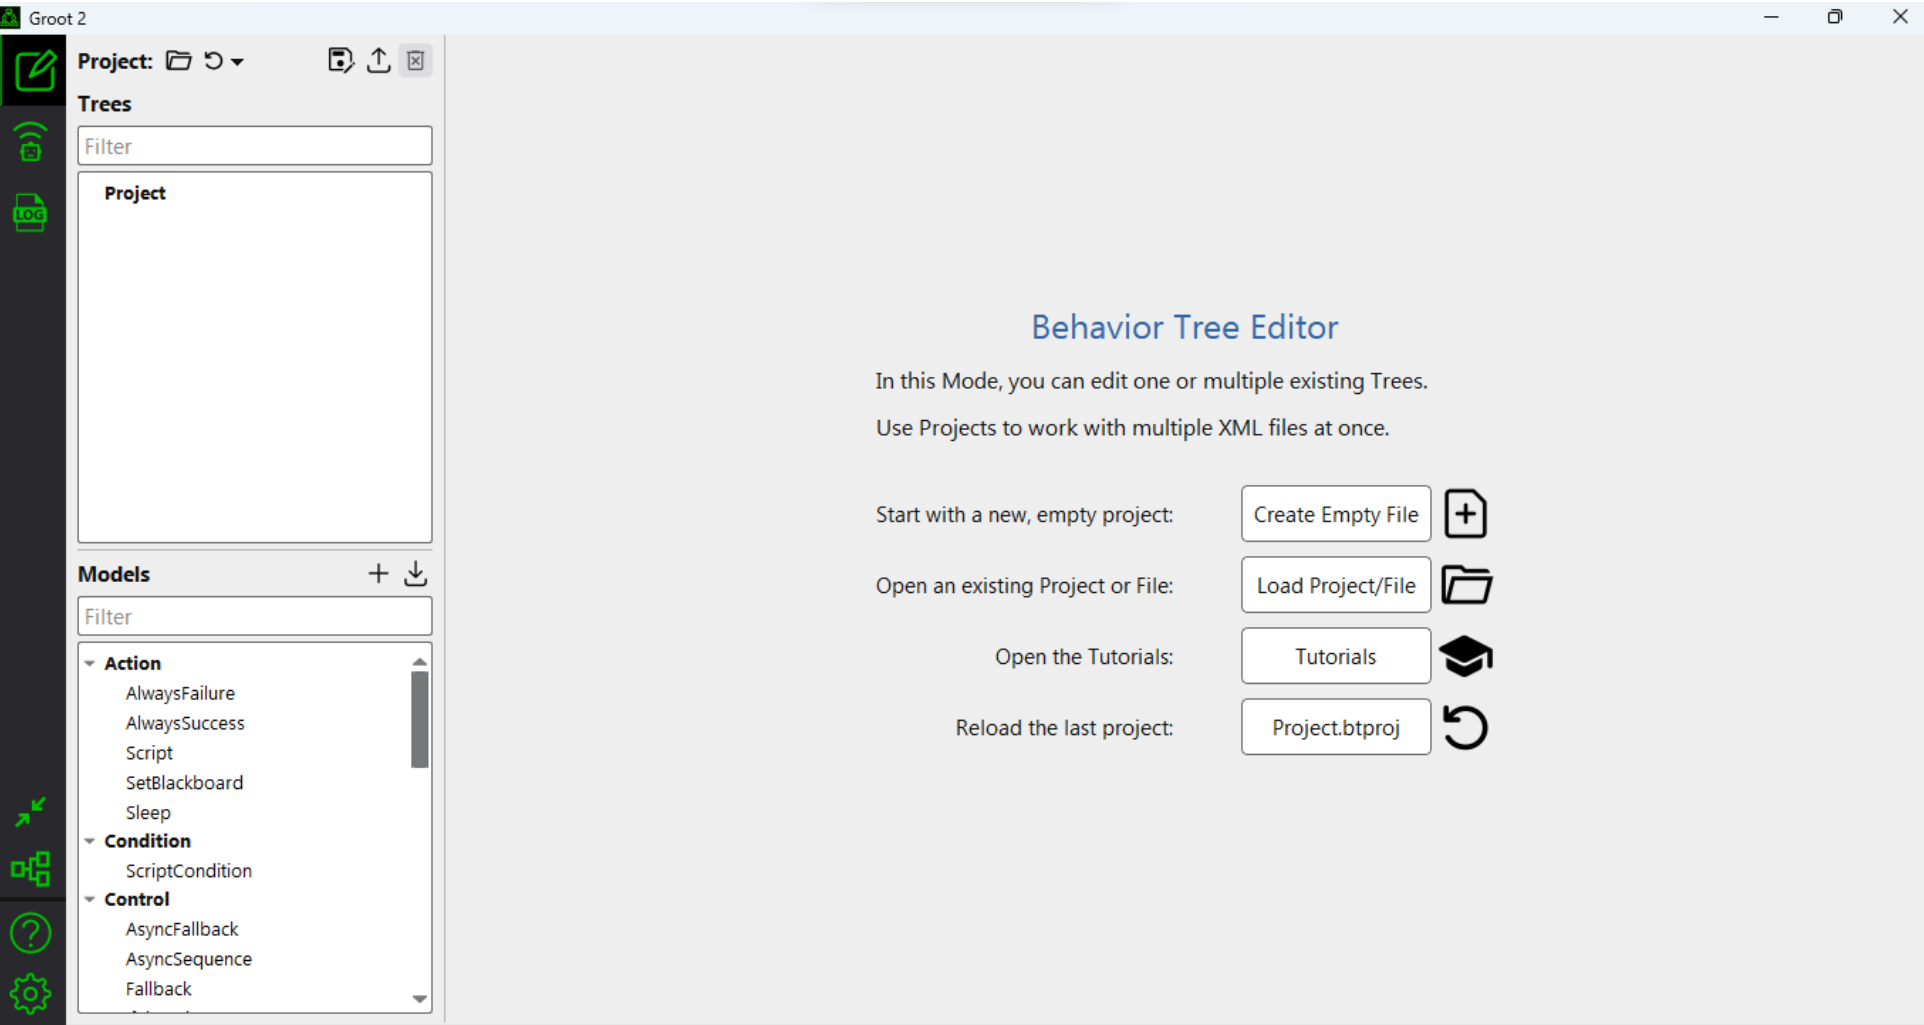 Groot 2
Project:
Trees
Filter
Project
LOG
Models
Filter
Action
AlwaysFailure
AlwaysSuccess
Script
SetBlackboard
Sleep
Condition
ScriptCondition
Control
AsyncFallback
AsyncSequence
Fallback
Behavior Tree Editor
In this Mode, you can edit one or multiple existing Trees.
Use Projects to work with multiple XML files at once.
Start with a new, empty project: Create Empty File
Open an existing Project or File: Load Project/File
Open the Tutorials: Tutorials
Reload the last project: Project.btproj